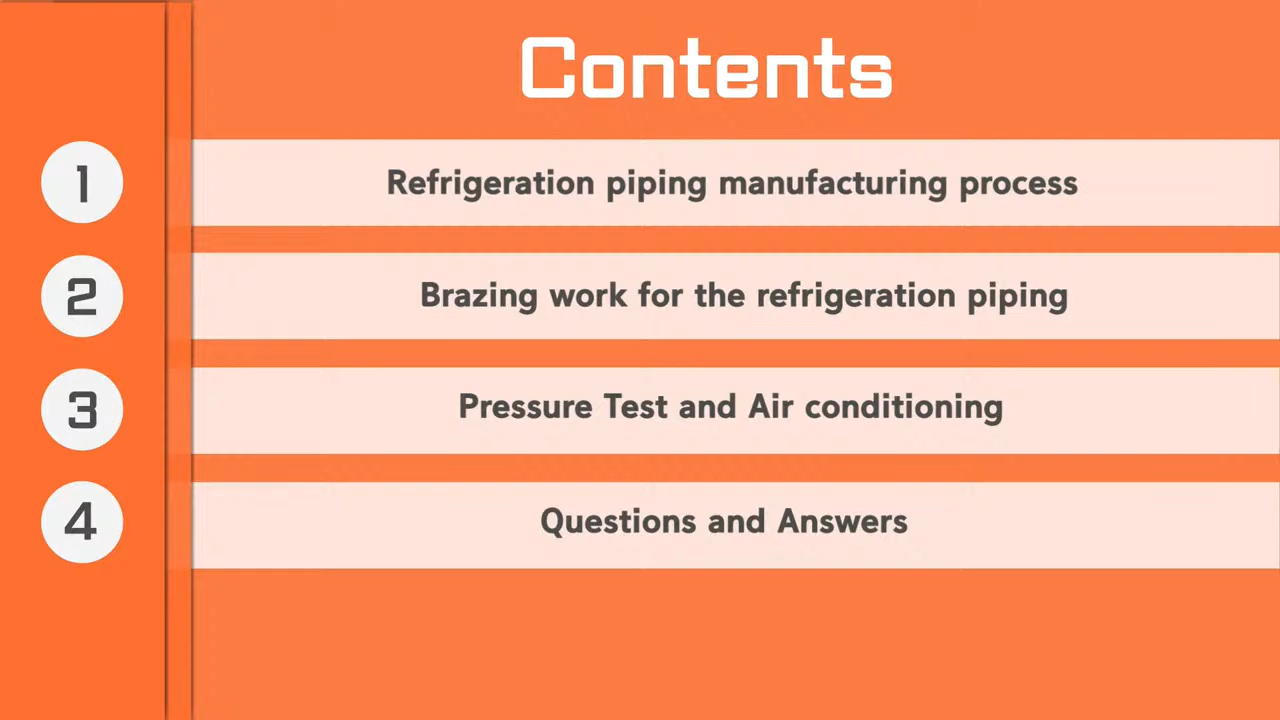 Contents
1 Refrigeration piping manufacturing process
2 Brazing work for the refrigeration piping
3 Pressure Test and Air conditioning
4 Questions and Answers